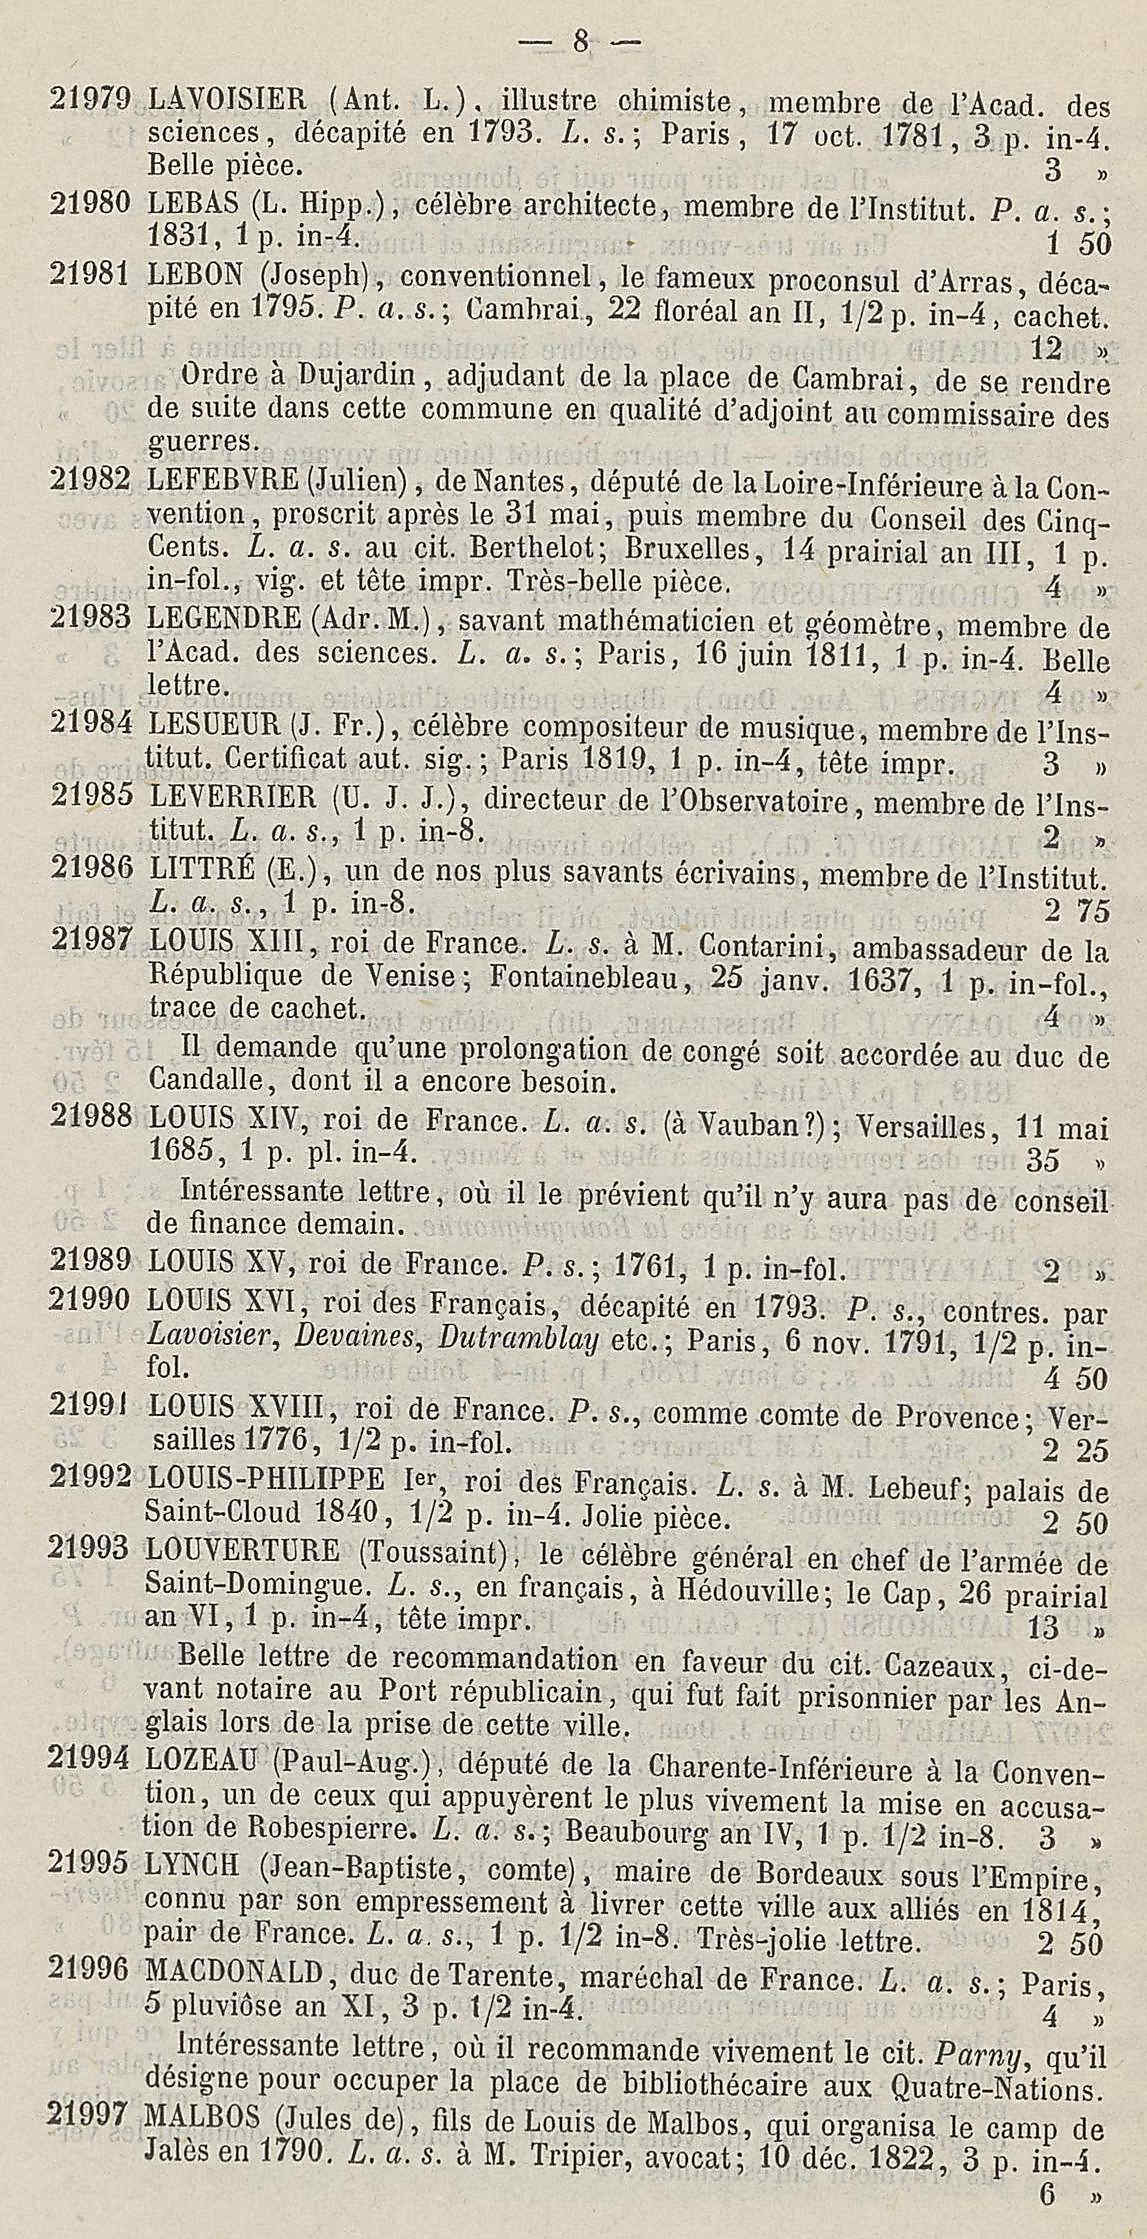 — 8 —
21979 LAVOISIER (Ant. L.), illustre chimiste, membre de l'Acad. des
sciences, décapité en 1793. L. s.; Paris, 17 oct. 1781, 3 p. in-4.
Belle pièce. 3 »
21980 LEBAS (L. Hipp.), célèbre architecte, membre de l'Institut. P. a. s.;
1831, 1 p. in-4. 1 50
21981 LEBON (Joseph), conventionnel, le fameux proconsul d'Arras, déca-
pité en 1795. P. a. s.; Cambrai, 22 floréal an II, 1/2 p. in-4, cachet.
12 »
Ordre à Dujardin, adjudant de la place de Cambrai, de se rendre
de suite dans cette commune en qualité d'adjoint au commissaire des
guerres.
21982 LEFEBVRE (Julien), de Nantes, député de la Loire-Inférieure à la Con-
vention, proscrit après le 31 mai, puis membre du Conseil des Cinq-
Cents. L. a. s. au cit. Berthelot; Bruxelles, 14 prairial an III, 1 p.
in-fol., vig. et tête impr. Très-belle pièce. 4 »
21983 LEGENDRE (Adr. M.), savant mathématicien et géomètre, membre de
l'Acad. des sciences. L. a. s.; Paris, 16 juin 1811, 1 p. in-4. Belle
lettre. 4 »
21984 LESUEUR (J. Fr.), célèbre compositeur de musique, membre de l'Ins-
titut. Certificat aut. sig.; Paris 1819, 1 p. in-4, tête impr. 3 »
21985 LEVERRIER (U. J. J.), directeur de l'Observatoire, membre de l'Ins-
titut. L. a. s., 1 p. in-8. 2 »
21986 LITTRÉ (E.), un de nos plus savants écrivains, membre de l'Institut.
L. a. s., 1 p. in-8. 2 75
21987 LOUIS XIII, roi de France. L. s. à M. Contarini, ambassadeur de la
République de Venise; Fontainebleau, 25 janv. 1637, 1 p. in-fol.,
trace de cachet. 4 »
Il demande qu'une prolongation de congé soit accordée au duc de
Candalle, dont il a encore besoin.
21988 LOUIS XIV, roi de France. L. a. s. (à Vauban?); Versailles, 11 mai
1685, 1 p. pl. in-4. 35 »
Intéressante lettre, où il le prévient qu'il n'y aura pas de conseil
de finance demain.
21989 LOUIS XV, roi de France. P. s.; 1761, 1 p. in-fol. 2 »
21990 LOUIS XVI, roi des Français, décapité en 1793. P. s., contres. par
Lavoisier, Devaines, Dutramblay etc.; Paris, 6 nov. 1791, 1/2 p. in-
fol. 4 50
21991 LOUIS XVIII, roi de France. P. s., comme comte de Provence; Ver-
sailles 1776, 1/2 p. in-fol. 2 25
21992 LOUIS-PHILIPPE Ier, roi des Français. L. s. à M. Lebeuf; palais de
Saint-Cloud 1840, 1/2 p. in-4. Jolie pièce. 2 50
21993 LOUVERTURE (Toussaint), le célèbre général en chef de l'armée de
Saint-Domingue. L. s., en français, à Hédouville; le Cap, 26 prairial
an VI, 1 p. in-4, tête impr. 13 »
Belle lettre de recommandation en faveur du cit. Cazeaux, ci-de-
vant notaire au Port républicain, qui fut fait prisonnier par les An-
glais lors de la prise de cette ville.
21994 LOZEAU (Paul-Aug.), député de la Charente-Inférieure à la Conven-
tion, un de ceux qui appuyèrent le plus vivement la mise en accusa-
tion de Robespierre. L. a. s.; Beaubourg an IV, 1 p. 1/2 in-8. 3 »
21995 LYNCH (Jean-Baptiste, comte), maire de Bordeaux sous l'Empire,
connu par son empressement à livrer cette ville aux alliés en 1814,
pair de France. L. a. s., 1 p. 1/2 in-8. Très-jolie lettre. 2 50
21996 MACDONALD, duc de Tarente, maréchal de France. L. a. s.; Paris,
5 pluviôse an XI, 3 p. 1/2 in-4. 4 »
Intéressante lettre, où il recommande vivement le cit. Parny, qu'il
désigne pour occuper la place de bibliothécaire aux Quatre-Nations.
21997 MALBOS (Jules de), fils de Louis de Malbos, qui organisa le camp de
Jalès en 1790. L. a. s. à M. Tripier, avocat; 10 déc. 1822, 3 p. in-4.
6 »